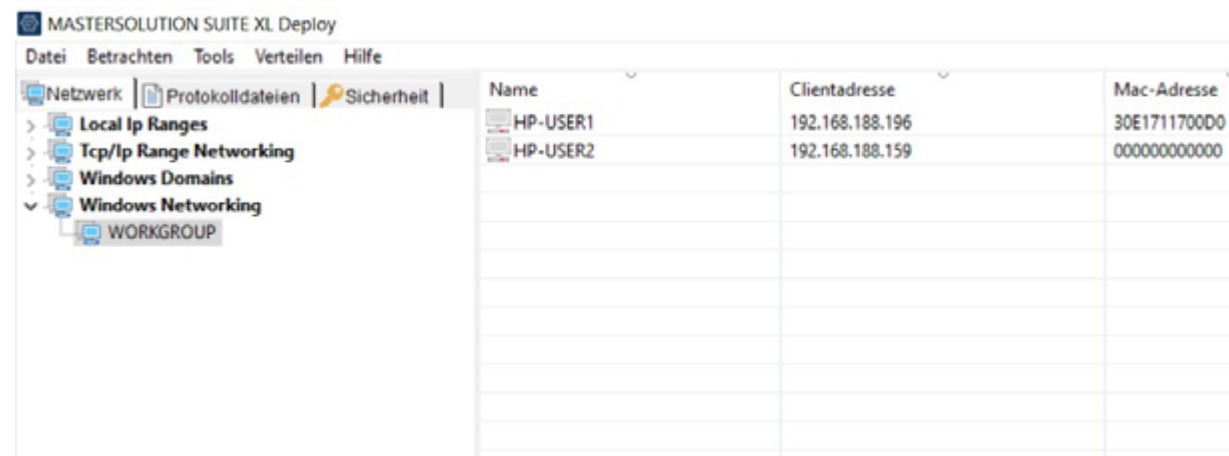 MASTERSOLUTION SUITE XL Deploy
Datei Betrachten Tools Verteilen Hilfe
Netzwerk Protokolldateien Sicherheit
Name Clientadresse Mac-Adresse
Local Ip Ranges
HP-USER1 192.168.188.196 30E1711700D0
Tcp/Ip Range Networking
HP-USER2 192.168.188.159 000000000000
Windows Domains
Windows Networking
WORKGROUP